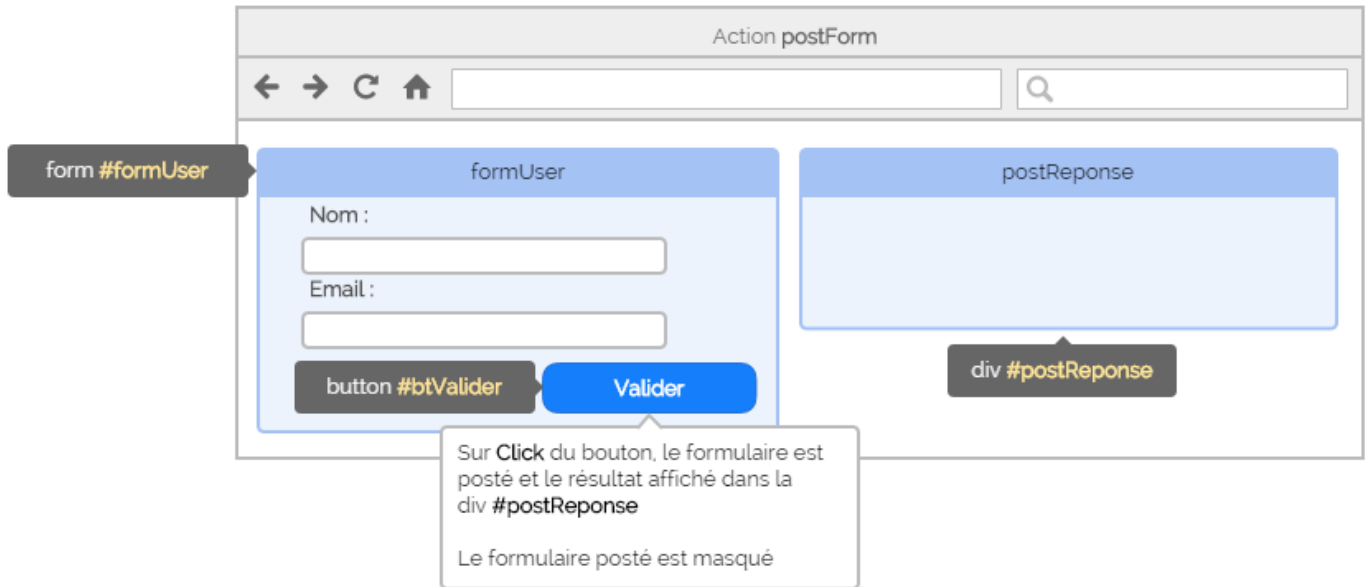 Action postForm
form #formUser
formUser
postReponse
Nom :
Email :
button #btValider
Valider
div #postReponse
Sur Click du bouton, le formulaire est
posté et le résultat affiché dans la
div #postReponse
Le formulaire posté est masqué